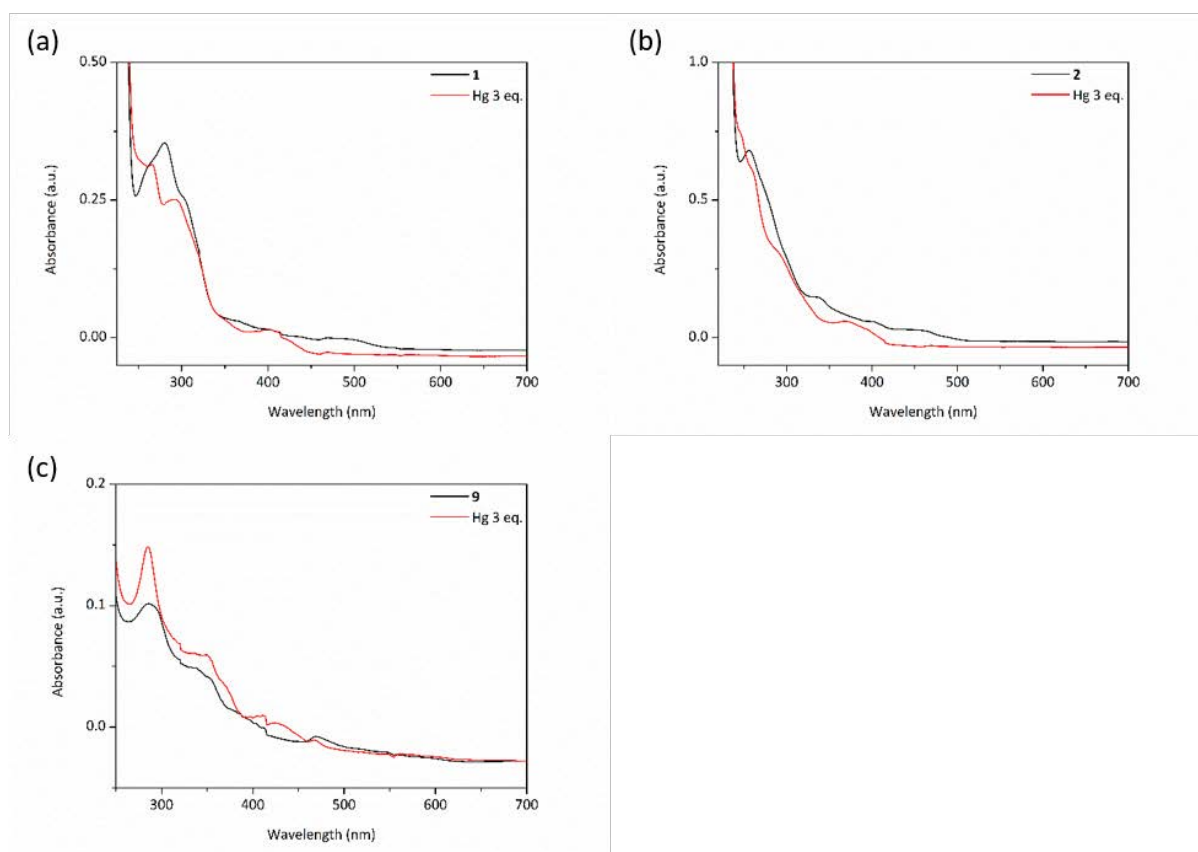 (a)
0.50
0.25
0.00
Absorbance (a.u.)
1
Hg 3 eq.
300 400 500 600 700
Wavelength (nm)
(b)
1.0
0.5
0.0
Absorbance (a.u.)
2
Hg 3 eq.
300 400 500 600 700
Wavelength (nm)
(c)
0.2
0.1
0.0
Absorbance (a.u.)
9
Hg 3 eq.
300 400 500 600 700
Wavelength (nm)